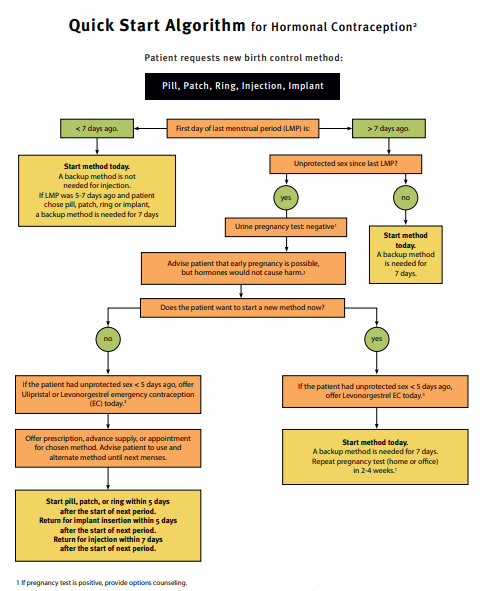 Quick Start Algorithm for Hormonal Contraception²
Patient requests new birth control method:
Pill, Patch, Ring, Injection, Implant
< 7 days ago.
First day of last menstrual period (LMP) is:
> 7 days ago.
Start method today.
A backup method is not
needed for injection.
If LMP was 5-7 days ago and patient
chose pill, patch, ring or implant,
a backup method is needed for 7 days
Unprotected sex since last LMP?
yes
no
Urine pregnancy test: negative¹
Start method
today.
A backup method
is needed for
7 days.
Advise patient that early pregnancy is possible,
but hormones would not cause harm.²
Does the patient want to start a new method now?
no
yes
If the patient had unprotected sex < 5 days ago, offer
Ulipristal or Levonorgestrel emergency contraception
(EC) today.
If the patient had unprotected sex < 5 days ago,
offer Levonorgestrel EC today.
Offer prescription, advance supply, or appointment
for chosen method. Advise patient to use and
alternate method until next menses.
Start method today.
A backup method is needed for 7 days.
Repeat pregnancy test (home or office)
in 2-4 weeks.¹
Start pill, patch, or ring within 5 days
after the start of next period.
Return for implant insertion within 5 days
after the start of next period.
Return for injection within 7 days
after the start of next period.
1 If pregnancy test is positive, provide options counseling.